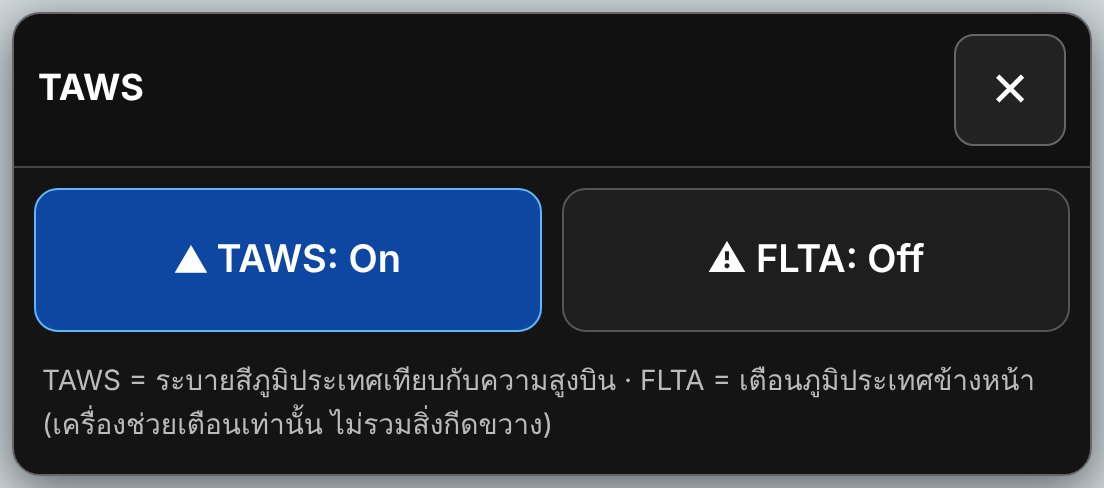 TAWS
✕
▲ TAWS: On
⚠ FLTA: Off
TAWS = ระบายสีภูมิประเทศเทียบกับความสูงบิน · FLTA = เตือนภูมิประเทศข้างหน้า
(เครื่องช่วยเตือนเท่านั้น ไม่รวมสิ่งกีดขวาง)